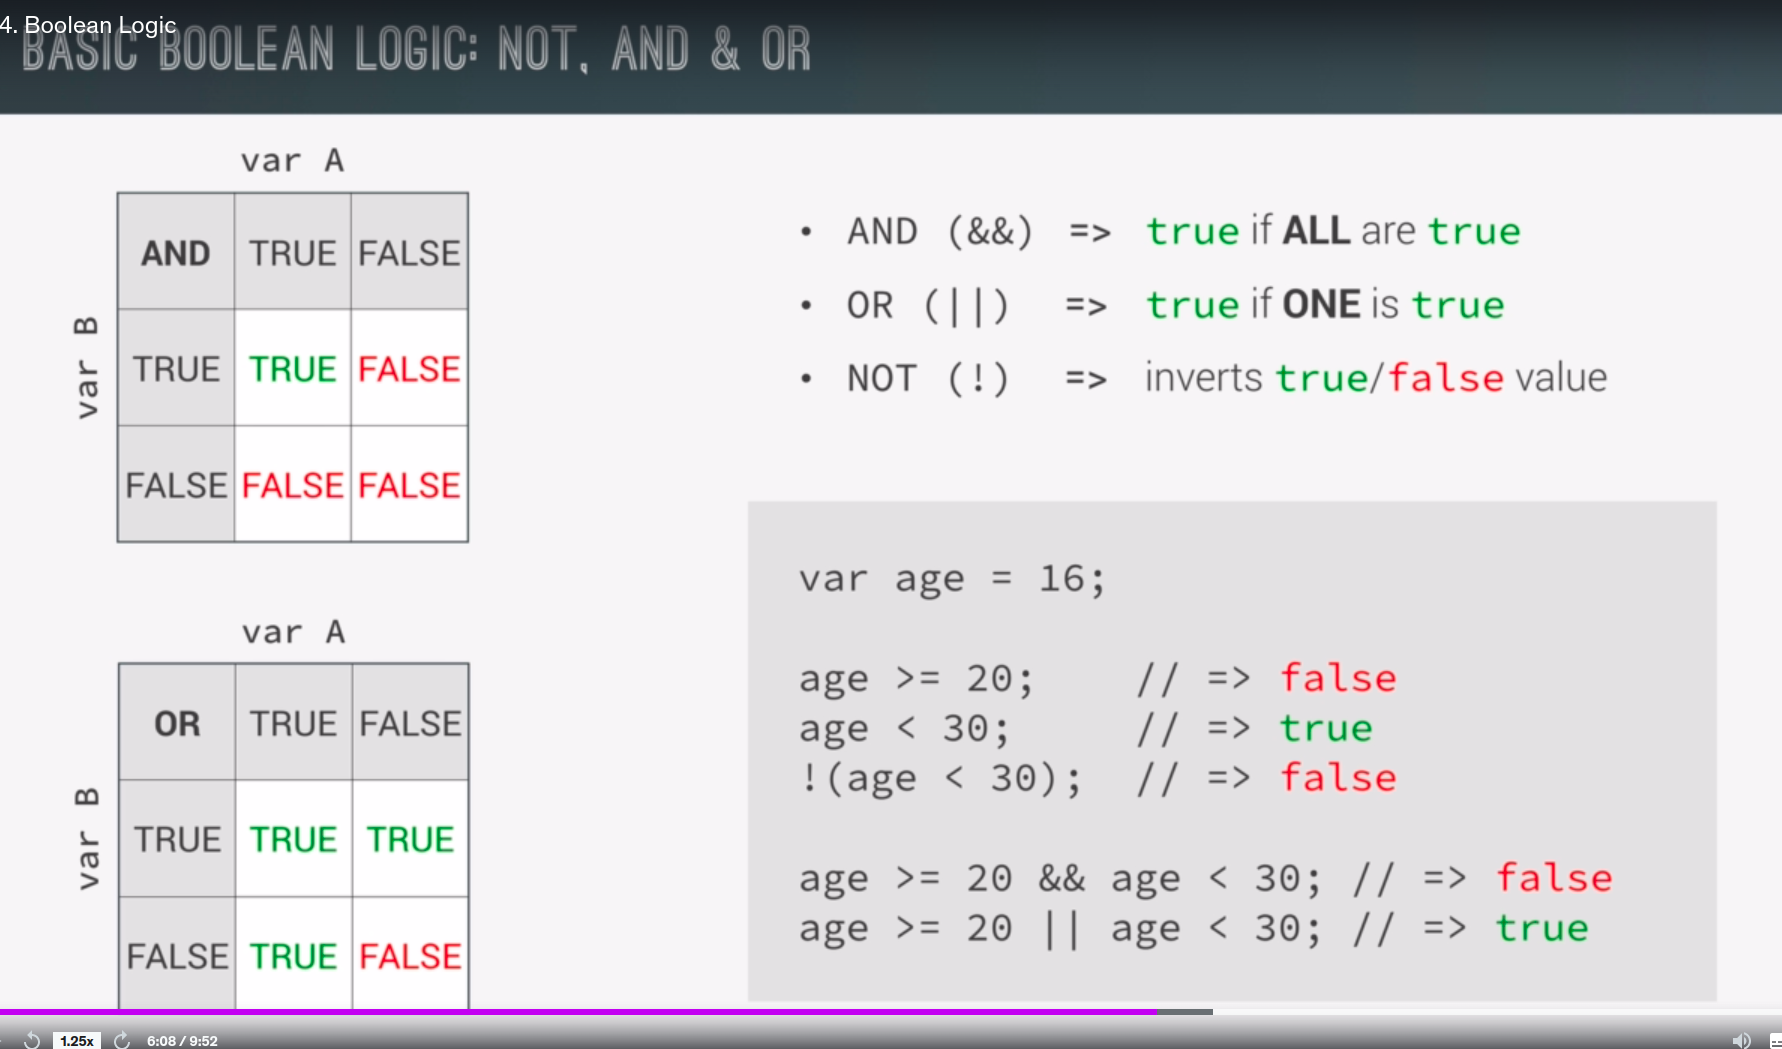 4. Boolean Logic
BASIC BOOLEAN LOGIC: NOT, AND & OR
var A
var B
AND TRUE FALSE
TRUE TRUE FALSE
FALSE FALSE FALSE
var A
var B
OR TRUE FALSE
TRUE TRUE TRUE
FALSE TRUE FALSE
• AND (&&) => true if ALL are true
• OR (||) => true if ONE is true
• NOT (!) => inverts true/false value
var age = 16;
age >= 20; // => false
age < 30; // => true
!(age < 30); // => false
age >= 20 && age < 30; // => false
age >= 20 || age < 30; // => true
1.25x 6:08 / 9:52